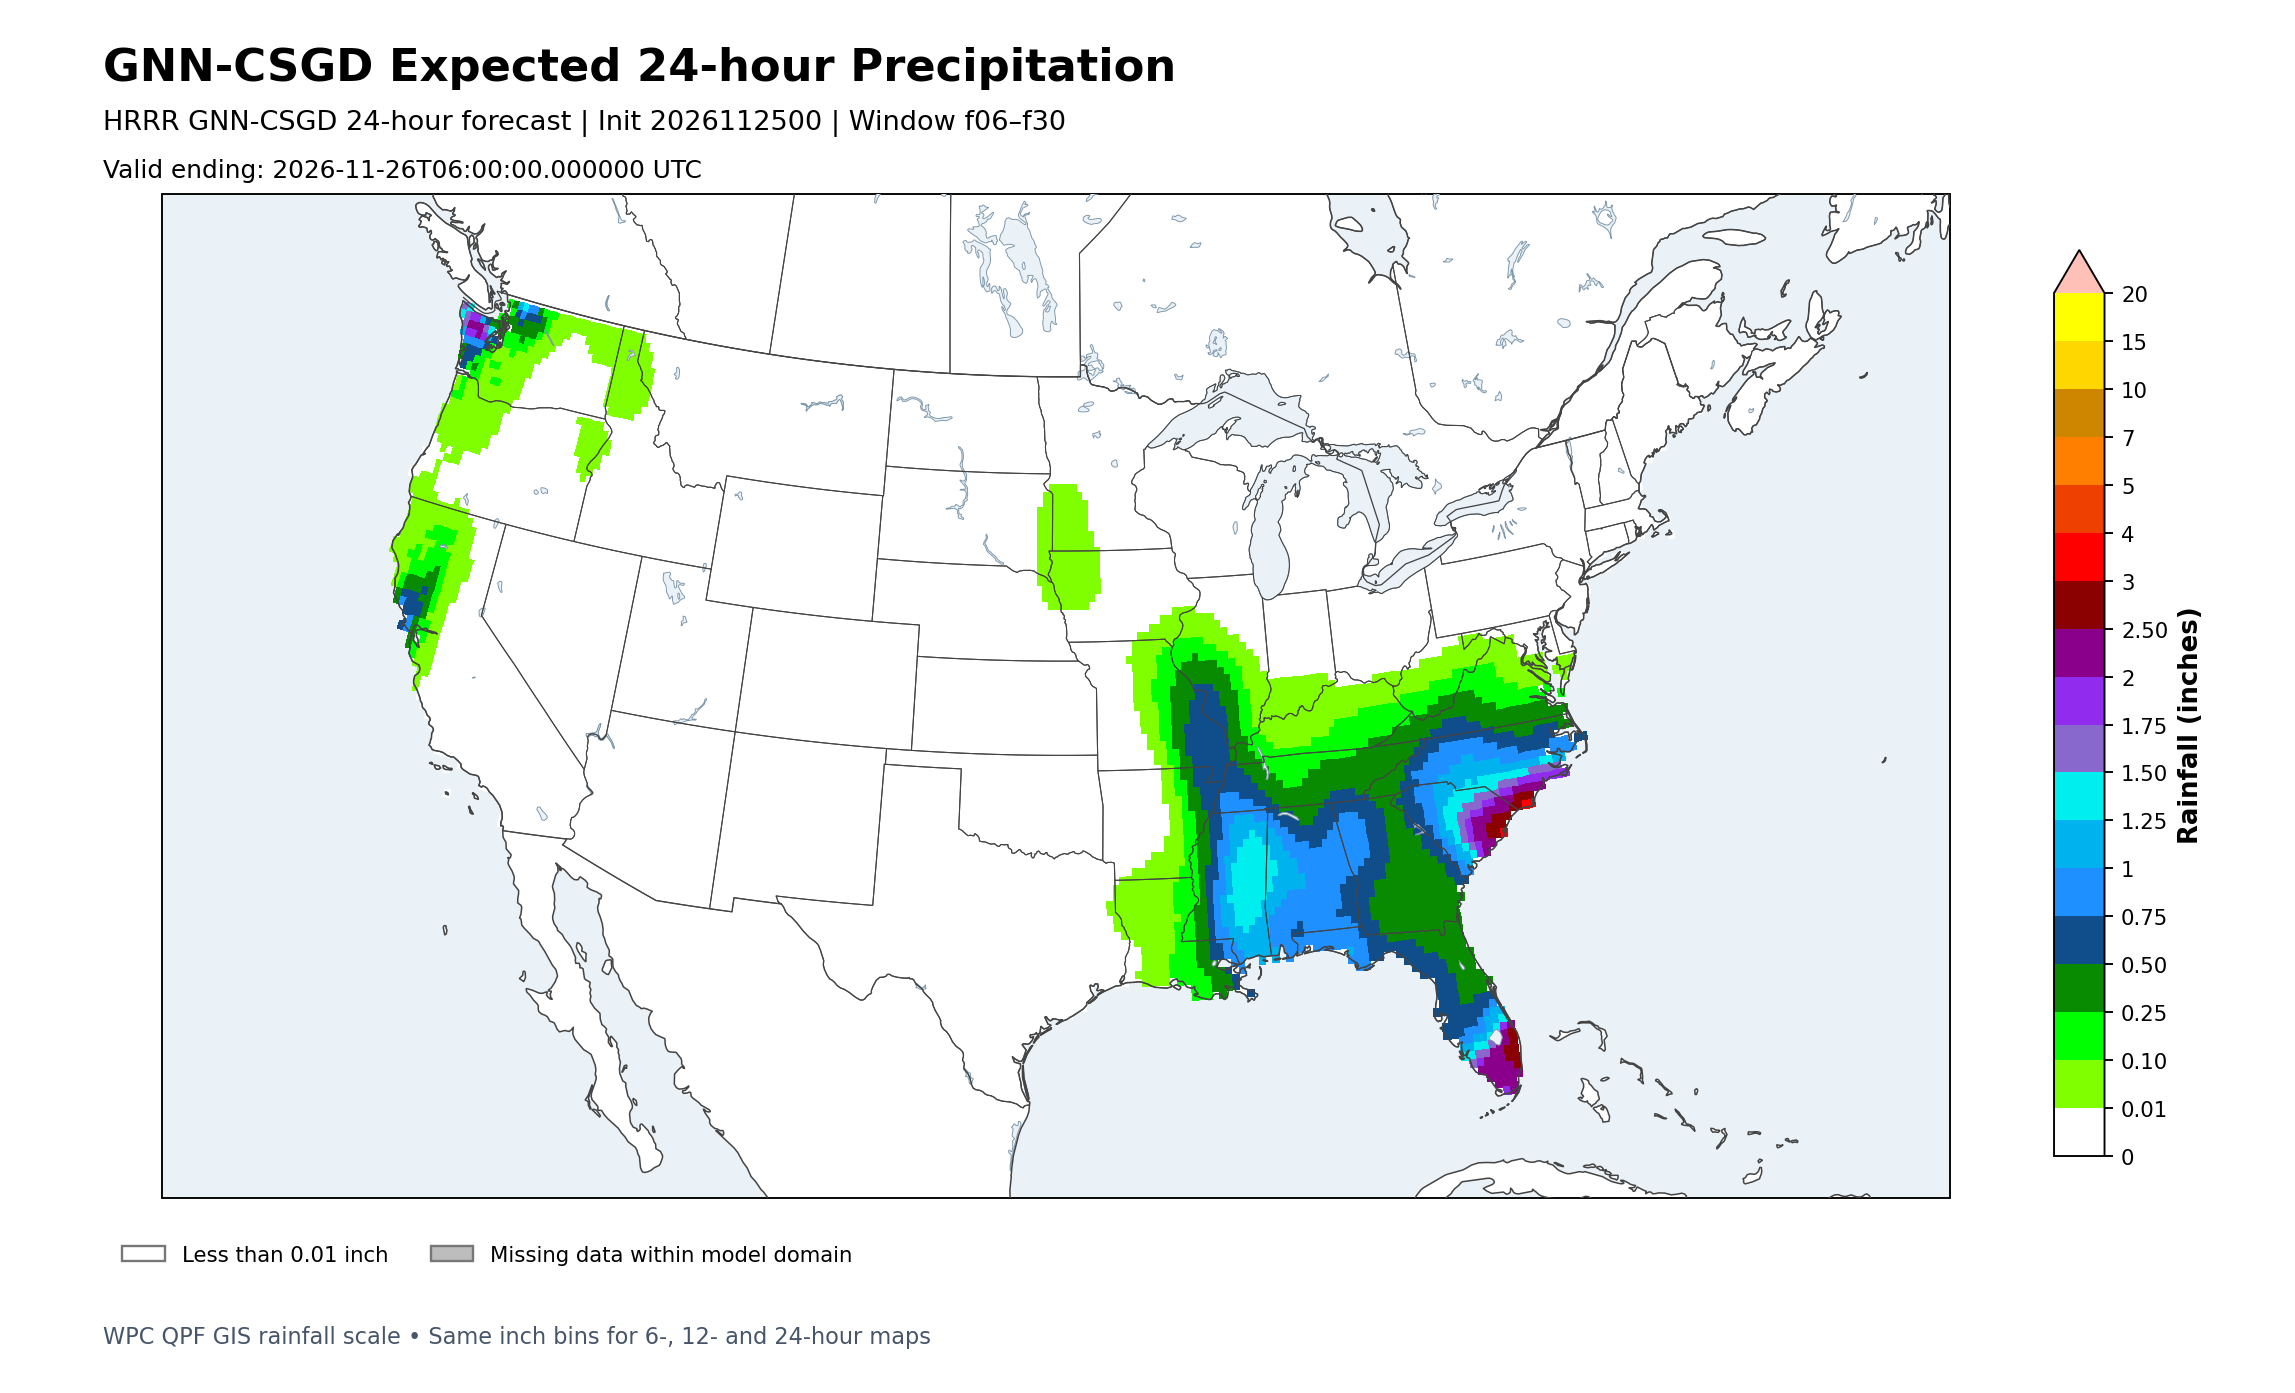 GNN-CSGD Expected 24-hour Precipitation
HRRR GNN-CSGD 24-hour forecast | Init 2026112500 | Window f06–f30
Valid ending: 2026-11-26T06:00:00.000000 UTC
20
15
10
7
5
4
3
2.50
2
1.75
1.50
1.25
1
0.75
0.50
0.25
0.10
0.01
0
Rainfall (inches)
Less than 0.01 inch
Missing data within model domain
WPC QPF GIS rainfall scale • Same inch bins for 6-, 12- and 24-hour maps